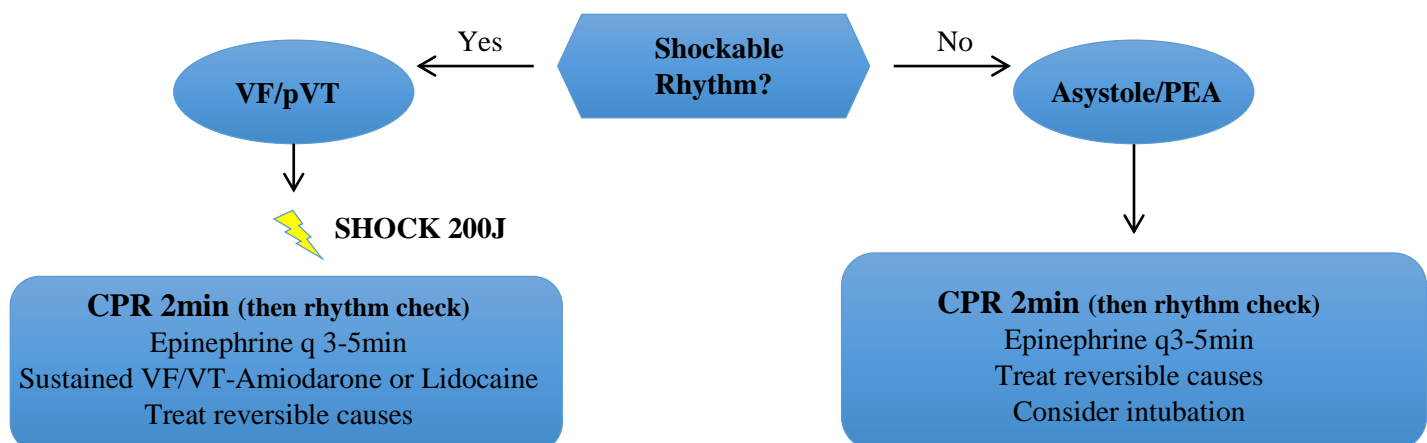 Yes
Shockable
Rhythm?
No
VF/pVT
Asystole/PEA
SHOCK 200J
CPR 2min (then rhythm check)
Epinephrine q 3-5min
Sustained VF/VT-Amiodarone or Lidocaine
Treat reversible causes
CPR 2min (then rhythm check)
Epinephrine q3-5min
Treat reversible causes
Consider intubation